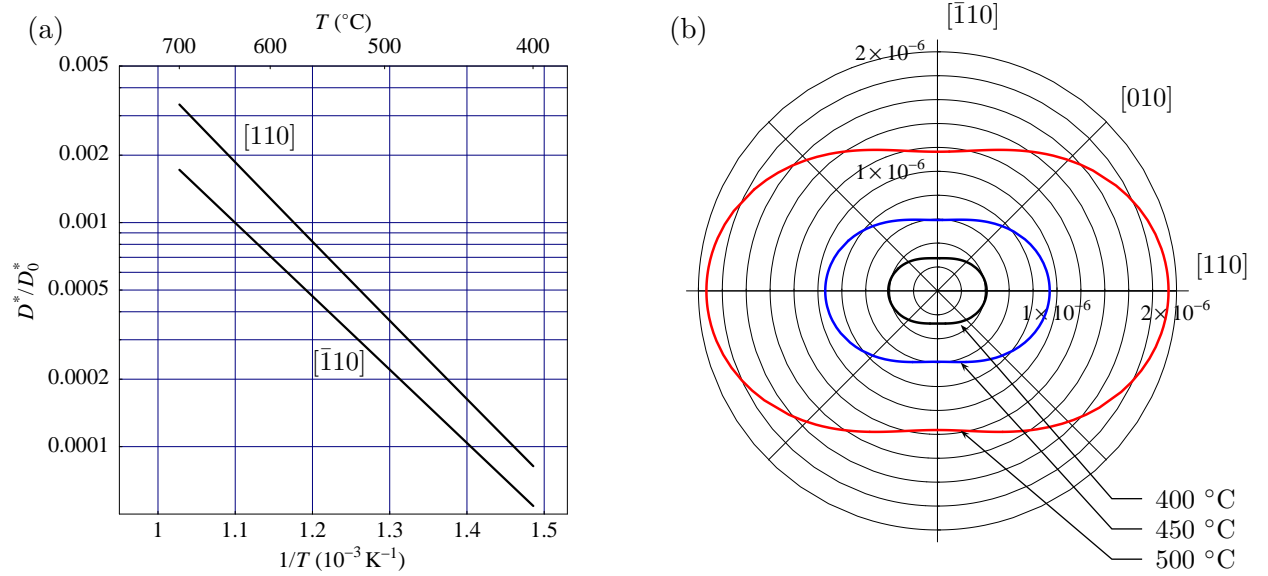 (a)
T (°C)
700 600 500 400
0.005
0.002
0.001
0.0005
0.0002
0.0001
D*/D₀*
[110]
[1̄10]
1 1.1 1.2 1.3 1.4 1.5
1/T (10⁻³ K⁻¹)
(b)
[1̄10]
2×10⁻⁶
[010]
1×10⁻⁶
[110]
1×10⁻⁶ 2×10⁻⁶
400 °C
450 °C
500 °C